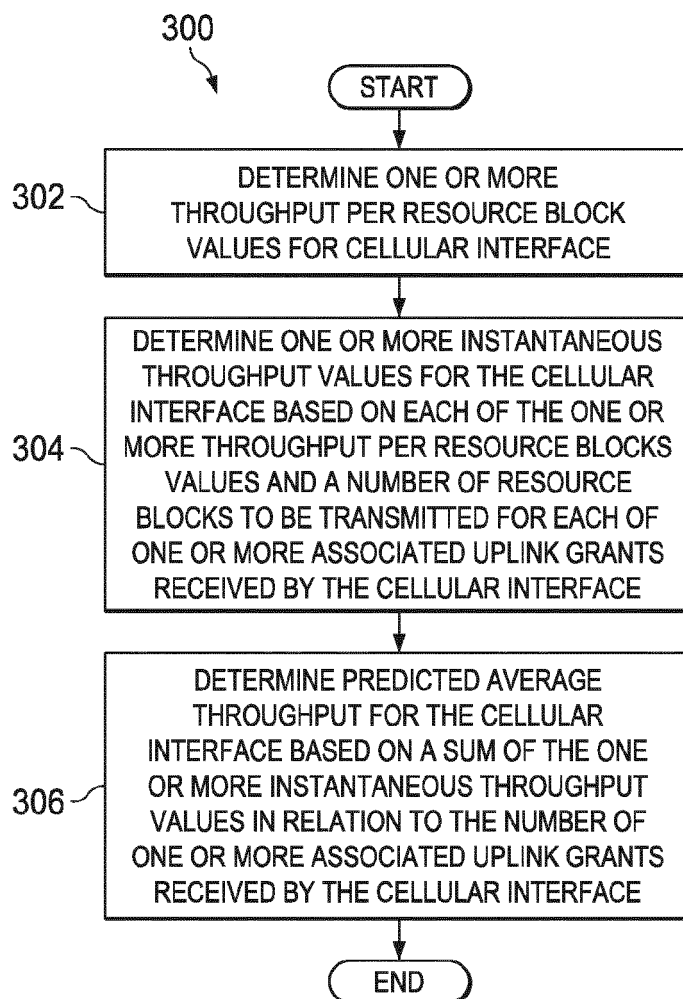 300
START
302
DETERMINE ONE OR MORE
THROUGHPUT PER RESOURCE BLOCK
VALUES FOR CELLULAR INTERFACE
304
DETERMINE ONE OR MORE INSTANTANEOUS
THROUGHPUT VALUES FOR THE CELLULAR
INTERFACE BASED ON EACH OF THE ONE OR
MORE THROUGHPUT PER RESOURCE BLOCKS
VALUES AND A NUMBER OF RESOURCE
BLOCKS TO BE TRANSMITTED FOR EACH OF
ONE OR MORE ASSOCIATED UPLINK GRANTS
RECEIVED BY THE CELLULAR INTERFACE
306
DETERMINE PREDICTED AVERAGE
THROUGHPUT FOR THE CELLULAR
INTERFACE BASED ON A SUM OF THE ONE
OR MORE INSTANTANEOUS THROUGHPUT
VALUES IN RELATION TO THE NUMBER OF
ONE OR MORE ASSOCIATED UPLINK GRANTS
RECEIVED BY THE CELLULAR INTERFACE
END